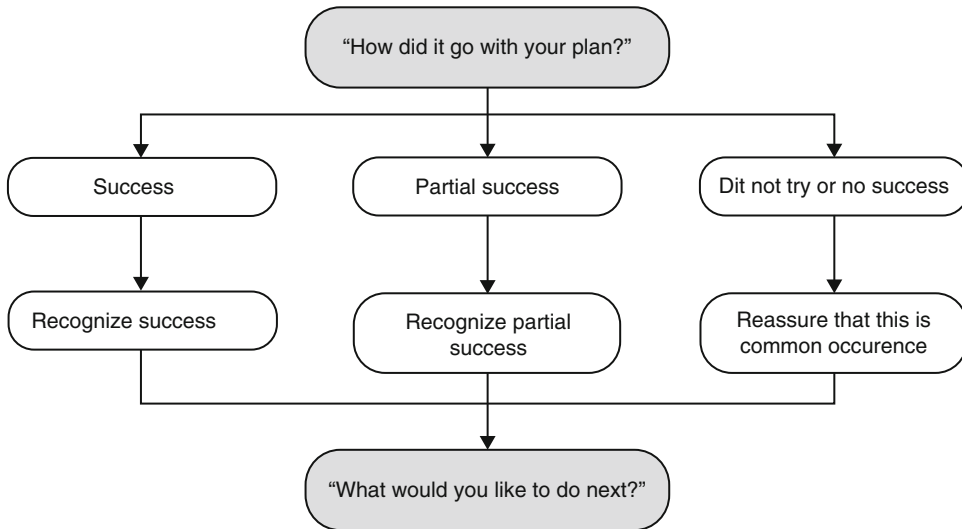 “How did it go with your plan?”
Success
Partial success
Dit not try or no success
Recognize success
Recognize partial
success
Reassure that this is
common occurence
“What would you like to do next?”